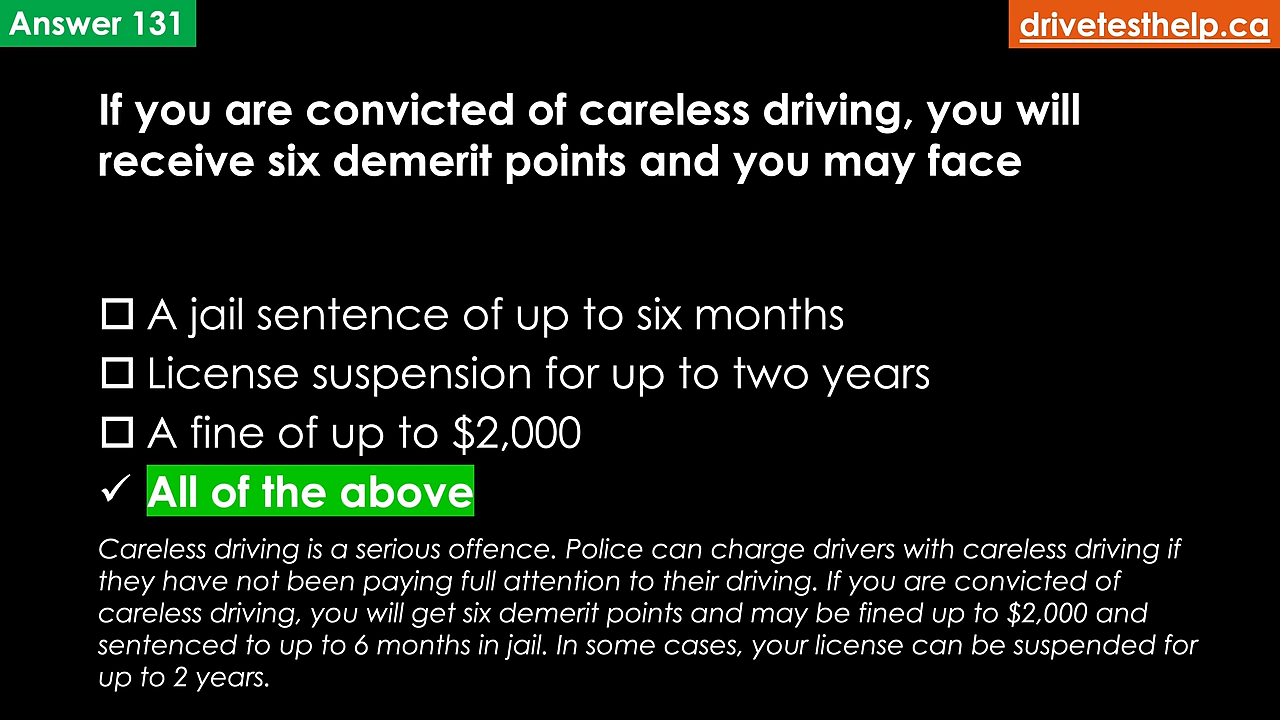 Answer 131
drivetesthelp.ca
If you are convicted of careless driving, you will
receive six demerit points and you may face
A jail sentence of up to six months
License suspension for up to two years
A fine of up to $2,000
All of the above
Careless driving is a serious offence. Police can charge drivers with careless driving if
they have not been paying full attention to their driving. If you are convicted of
careless driving, you will get six demerit points and may be fined up to $2,000 and
sentenced to up to 6 months in jail. In some cases, your license can be suspended for
up to 2 years.